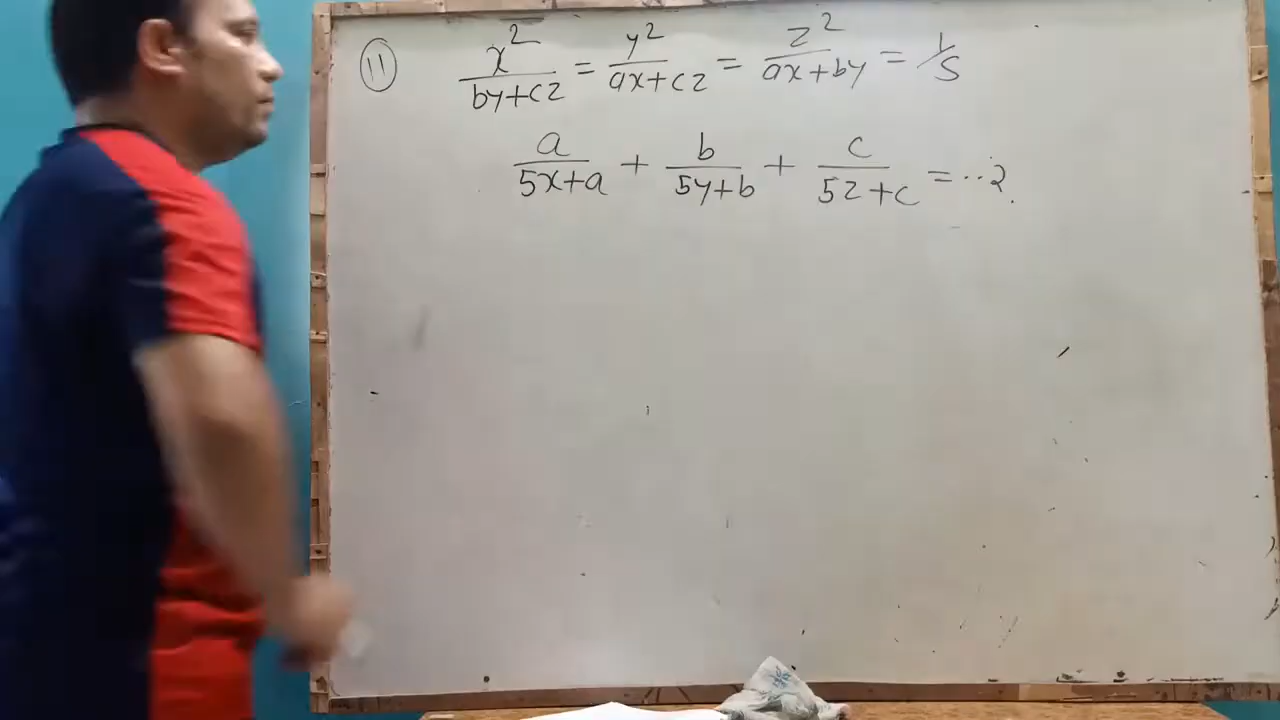 (11) x²/(by+cz) = y²/(ax+cz) = z²/(ax+by) = 1/5
a/(5x+a) + b/(5y+b) + c/(5z+c) = ..?